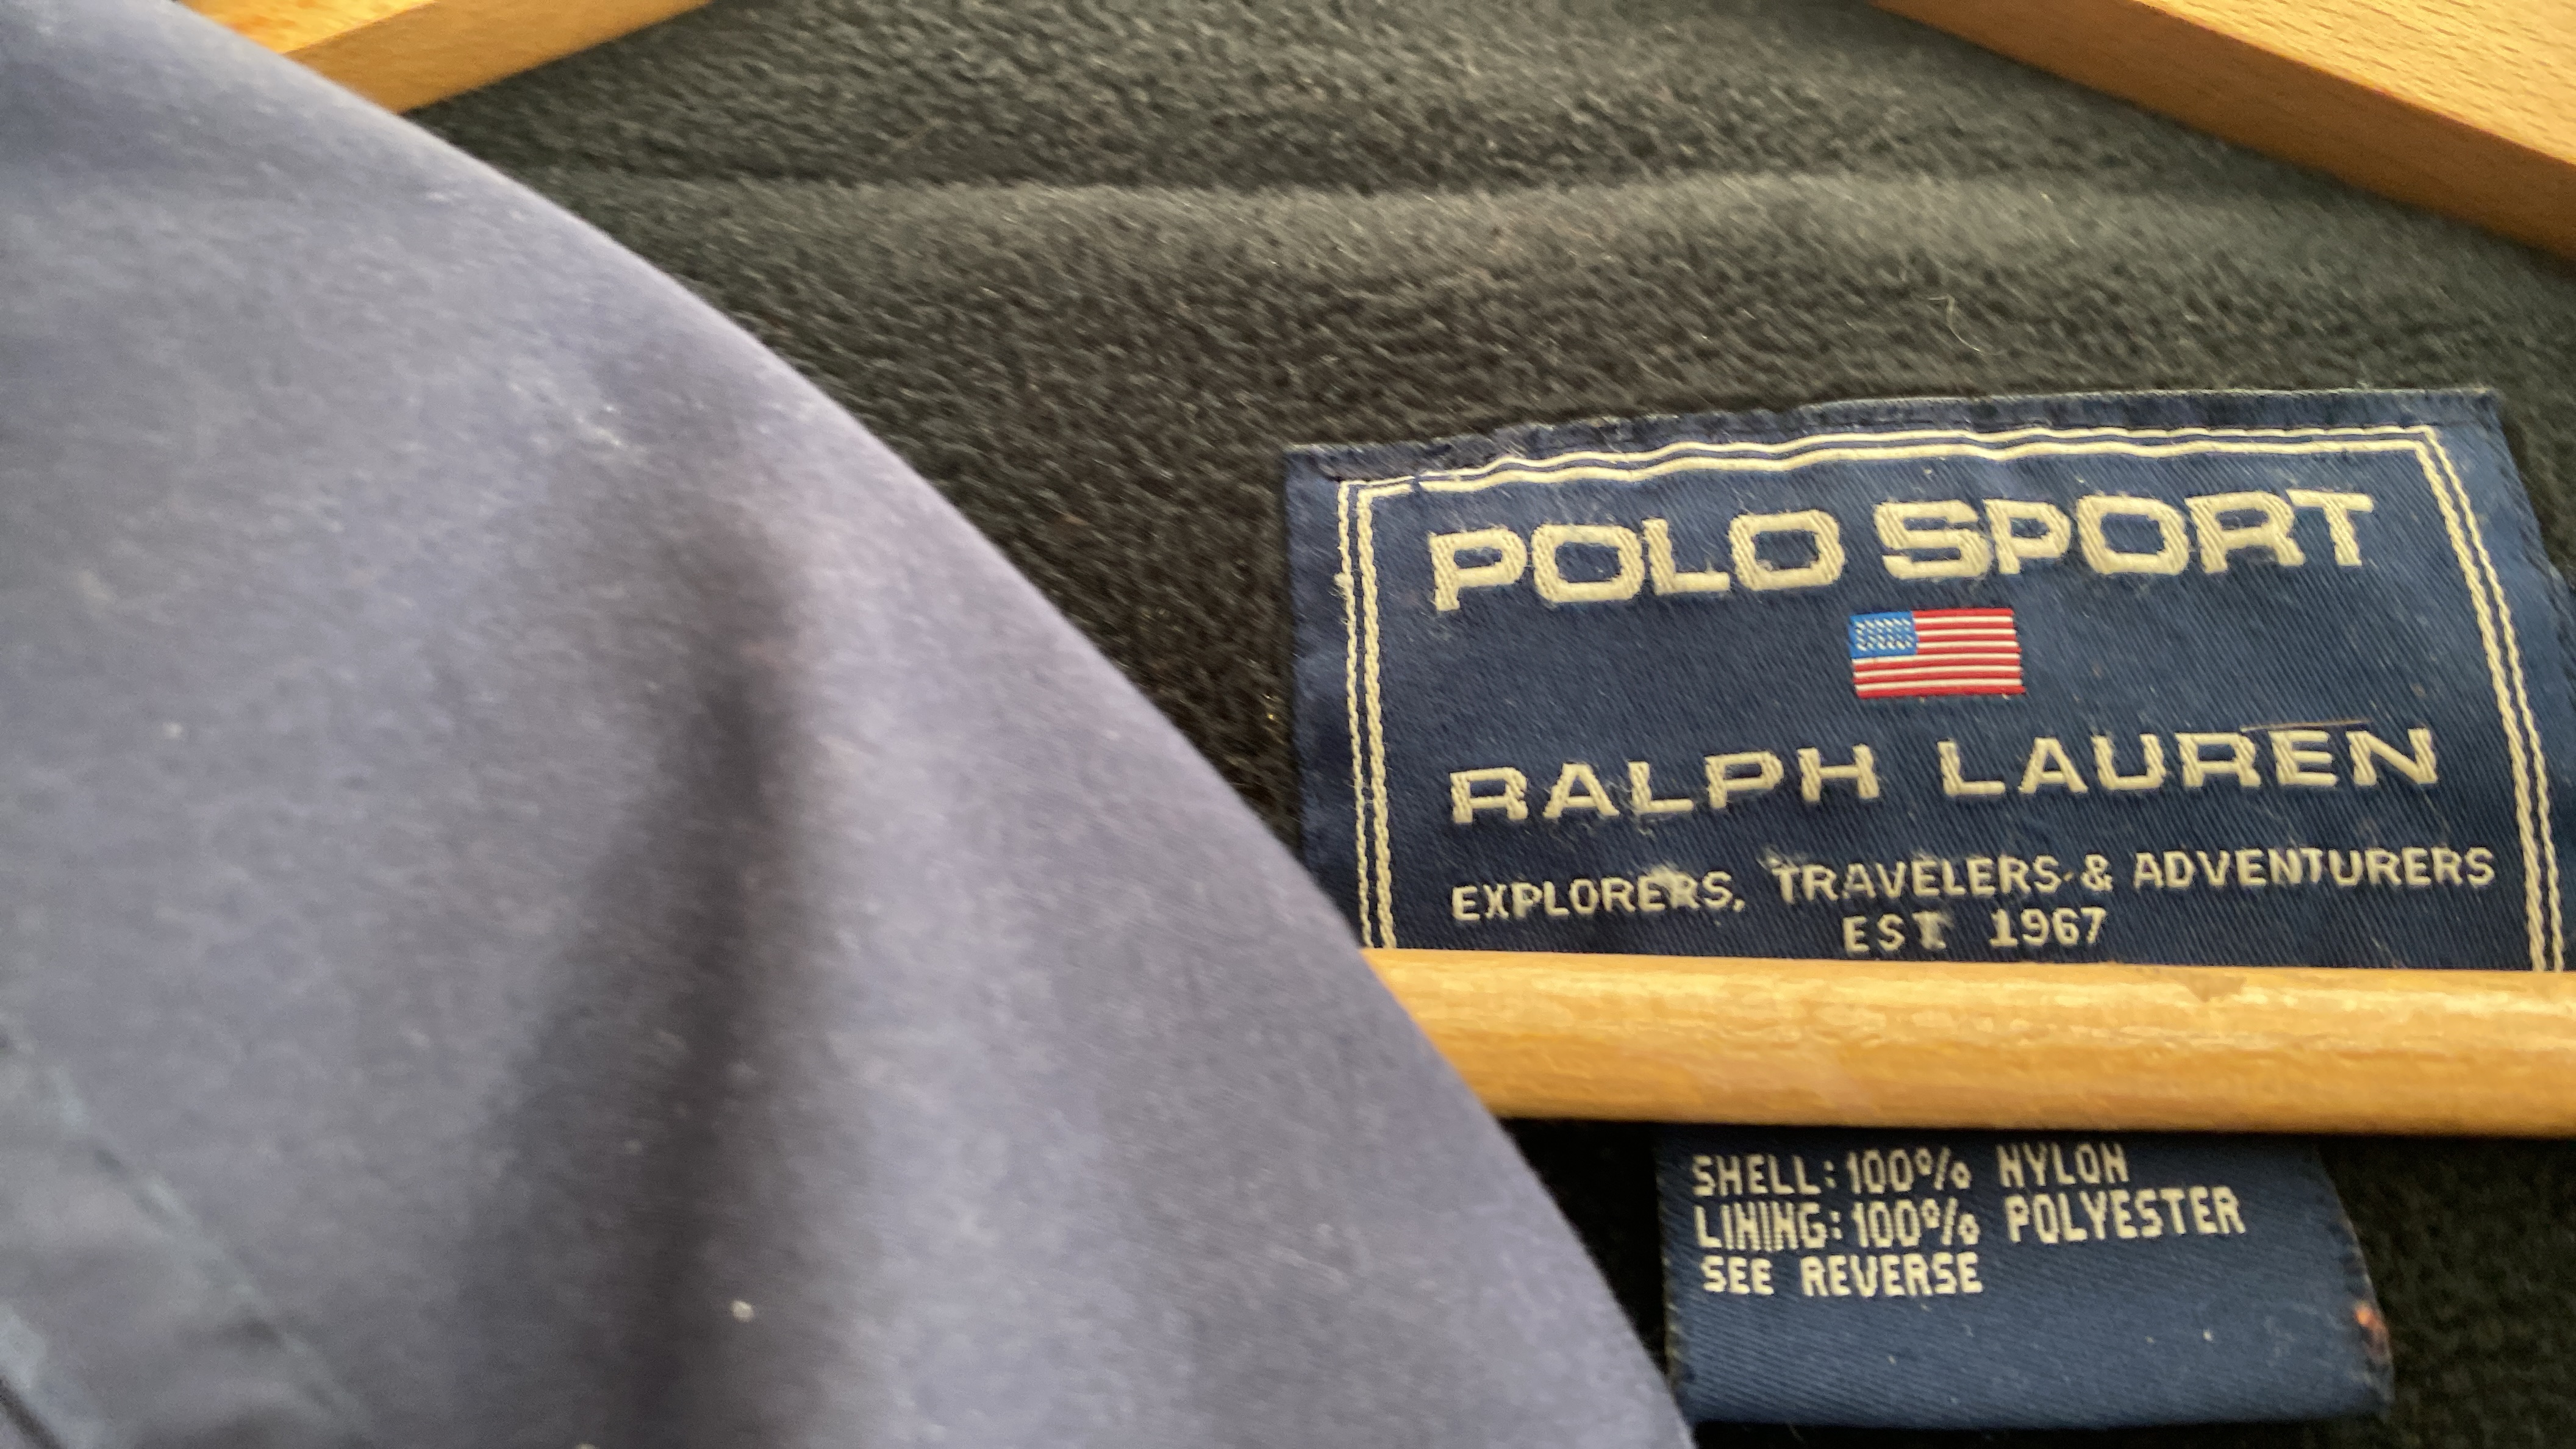 POLO SPORT
RALPH LAUREN
EXPLORERS, TRAVELERS & ADVENTURERS
EST 1967
SHELL: 100% NYLON
LINING: 100% POLYESTER
SEE REVERSE